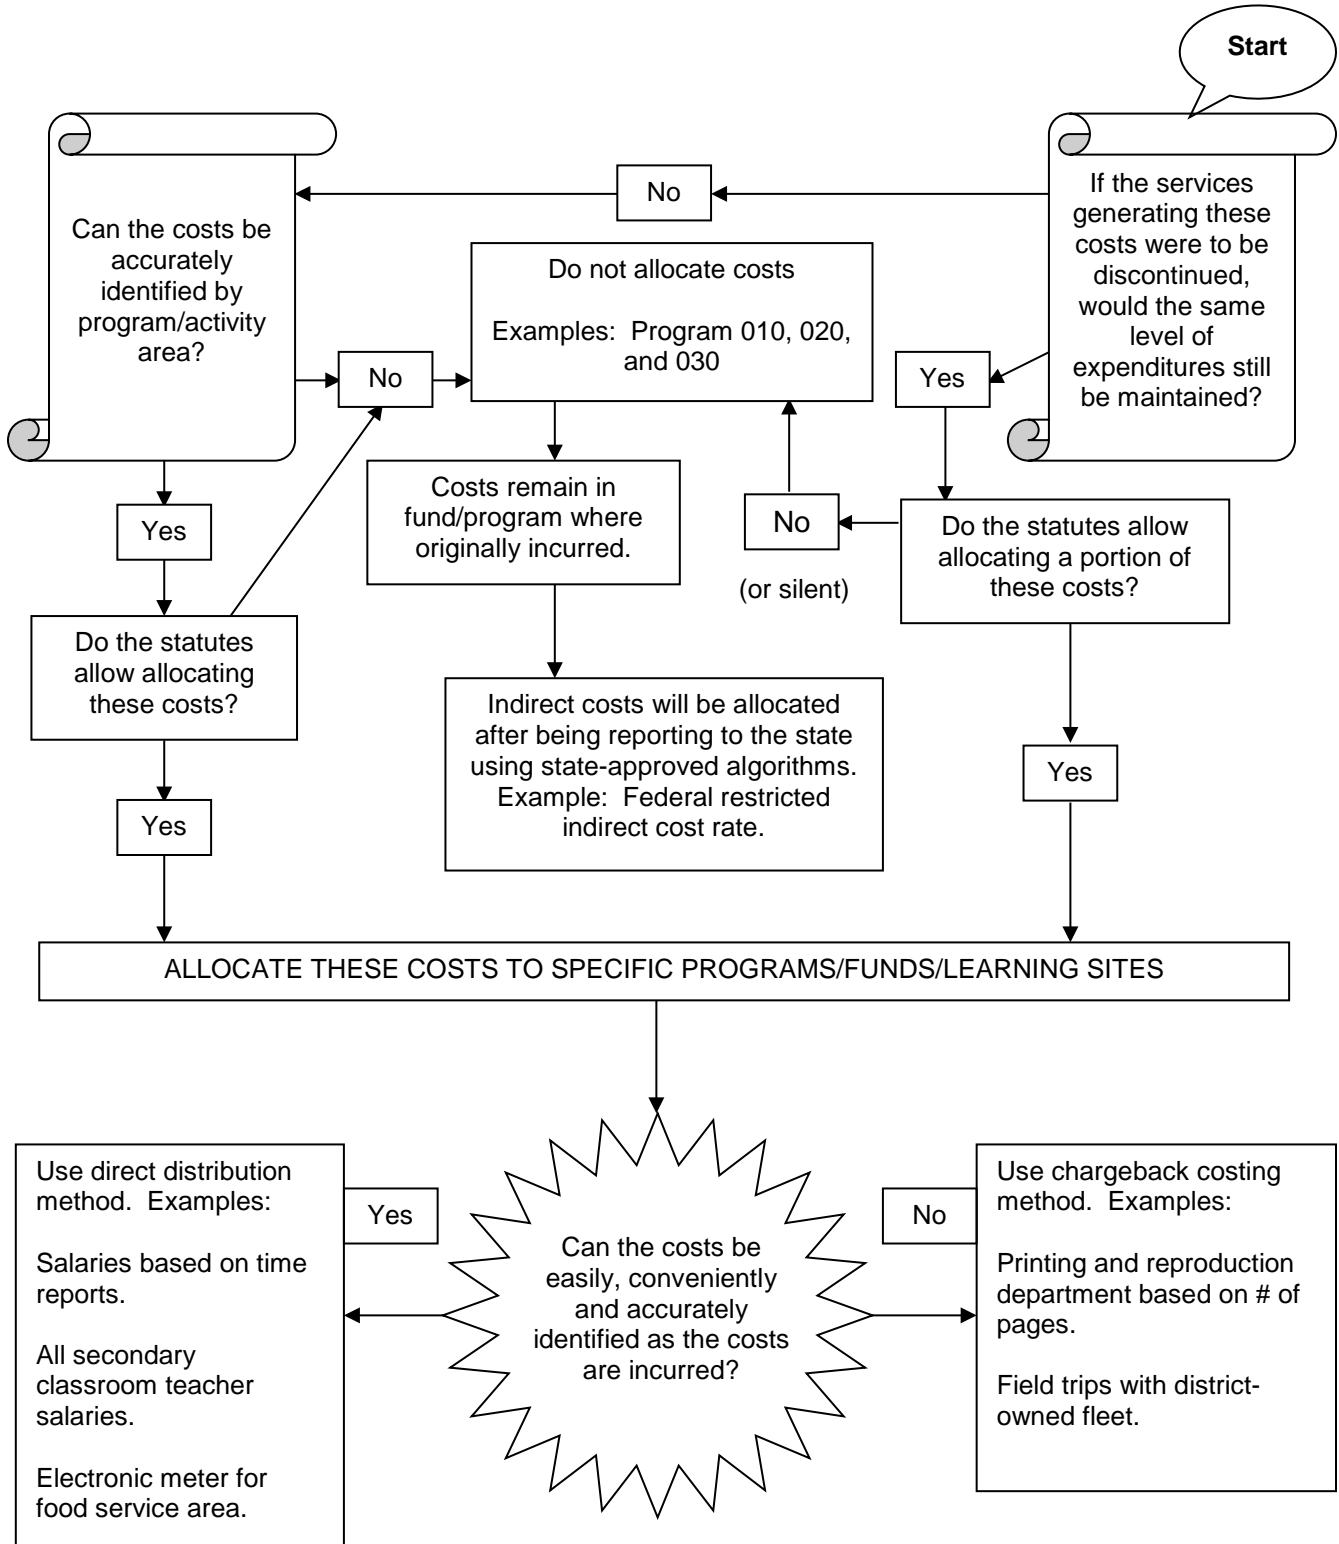 Start
If the services
generating these
costs were to be
discontinued,
would the same
level of
expenditures still
be maintained?
No
Can the costs be
accurately
identified by
program/activity
area?
Do not allocate costs
Examples: Program 010, 020,
and 030
No
Yes
Costs remain in
fund/program where
originally incurred.
No
(or silent)
Do the statutes allow
allocating a portion of
these costs?
Yes
Do the statutes
allow allocating
these costs?
Indirect costs will be allocated
after being reporting to the state
using state-approved algorithms.
Example: Federal restricted
indirect cost rate.
Yes
Yes
ALLOCATE THESE COSTS TO SPECIFIC PROGRAMS/FUNDS/LEARNING SITES
Use direct distribution
method. Examples:
Salaries based on time
reports.
All secondary
classroom teacher
salaries.
Electronic meter for
food service area.
Yes
Can the costs be
easily, conveniently
and accurately
identified as the costs
are incurred?
No
Use chargeback costing
method. Examples:
Printing and reproduction
department based on # of
pages.
Field trips with district-
owned fleet.